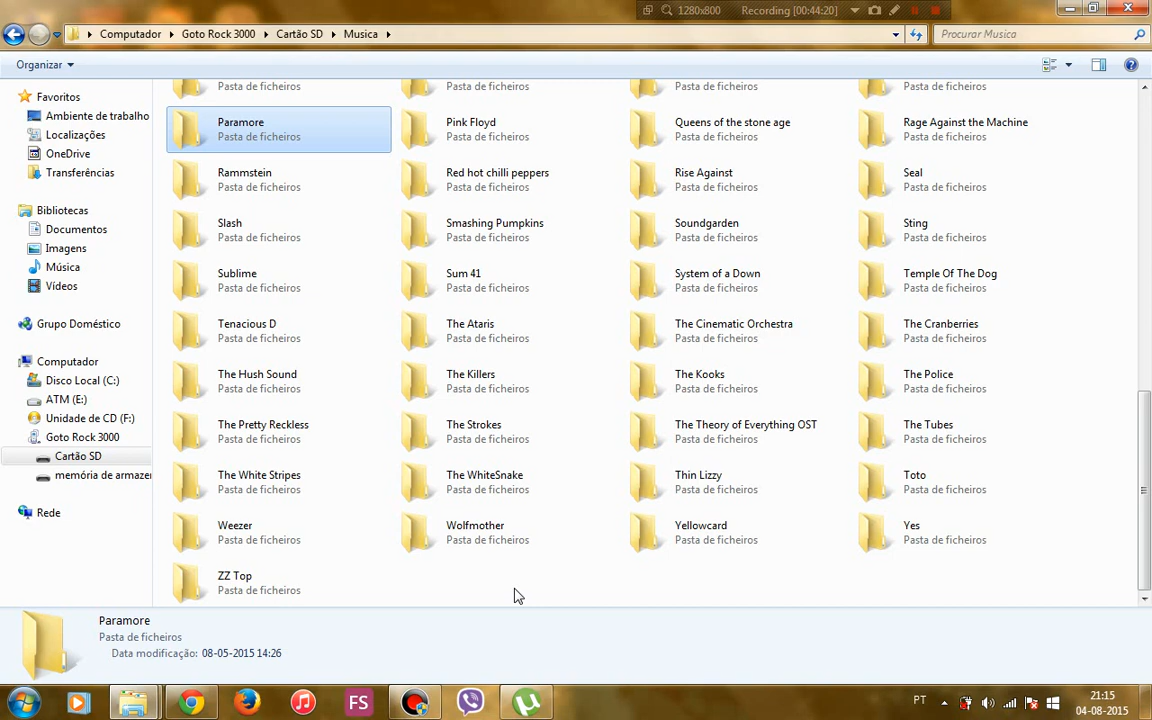 1280x800 Recording [00:44:20]
Computador Goto Rock 3000 Cartão SD Musica
Procurar Musica
Organizar
Favoritos
Ambiente de trabalho
Localizações
OneDrive
Transferências
Bibliotecas
Documentos
Imagens
Música
Vídeos
Grupo Doméstico
Computador
Disco Local (C:)
ATM (E:)
Unidade de CD (F:)
Goto Rock 3000
Cartão SD
memória de armazer
Rede
Pasta de ficheiros Pasta de ficheiros Pasta de ficheiros Pasta de ficheiros
Paramore Pink Floyd Queens of the stone age Rage Against the Machine
Pasta de ficheiros Pasta de ficheiros Pasta de ficheiros Pasta de ficheiros
Rammstein Red hot chilli peppers Rise Against Seal
Pasta de ficheiros Pasta de ficheiros Pasta de ficheiros Pasta de ficheiros
Slash Smashing Pumpkins Soundgarden Sting
Pasta de ficheiros Pasta de ficheiros Pasta de ficheiros Pasta de ficheiros
Sublime Sum 41 System of a Down Temple Of The Dog
Pasta de ficheiros Pasta de ficheiros Pasta de ficheiros Pasta de ficheiros
Tenacious D The Ataris The Cinematic Orchestra The Cranberries
Pasta de ficheiros Pasta de ficheiros Pasta de ficheiros Pasta de ficheiros
The Hush Sound The Killers The Kooks The Police
Pasta de ficheiros Pasta de ficheiros Pasta de ficheiros Pasta de ficheiros
The Pretty Reckless The Strokes The Theory of Everything OST The Tubes
Pasta de ficheiros Pasta de ficheiros Pasta de ficheiros Pasta de ficheiros
The White Stripes The WhiteSnake Thin Lizzy Toto
Pasta de ficheiros Pasta de ficheiros Pasta de ficheiros Pasta de ficheiros
Weezer Wolfmother Yellowcard Yes
Pasta de ficheiros Pasta de ficheiros Pasta de ficheiros Pasta de ficheiros
ZZ Top
Pasta de ficheiros
Paramore
Pasta de ficheiros
Data modificação: 08-05-2015 14:26
FS
PT
21:15
04-08-2015